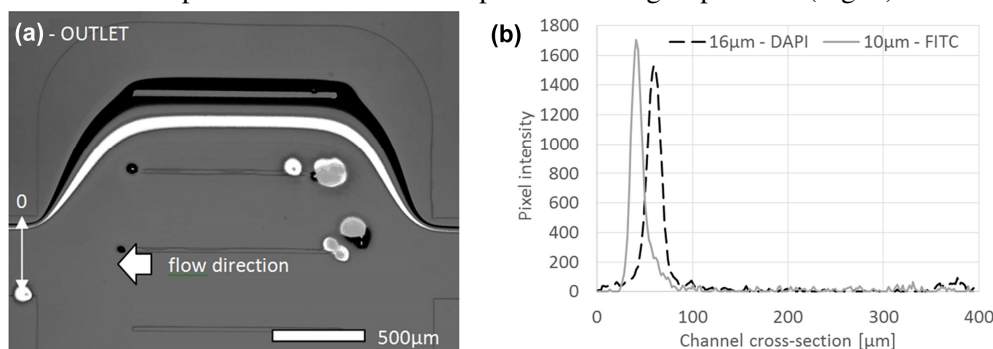 (a) - OUTLET
0
flow direction
500µm
(b)
16µm - DAPI
10µm - FITC
Pixel intensity
1800
1600
1400
1200
1000
800
600
400
200
0
0
100
200
300
400
Channel cross-section [µm]